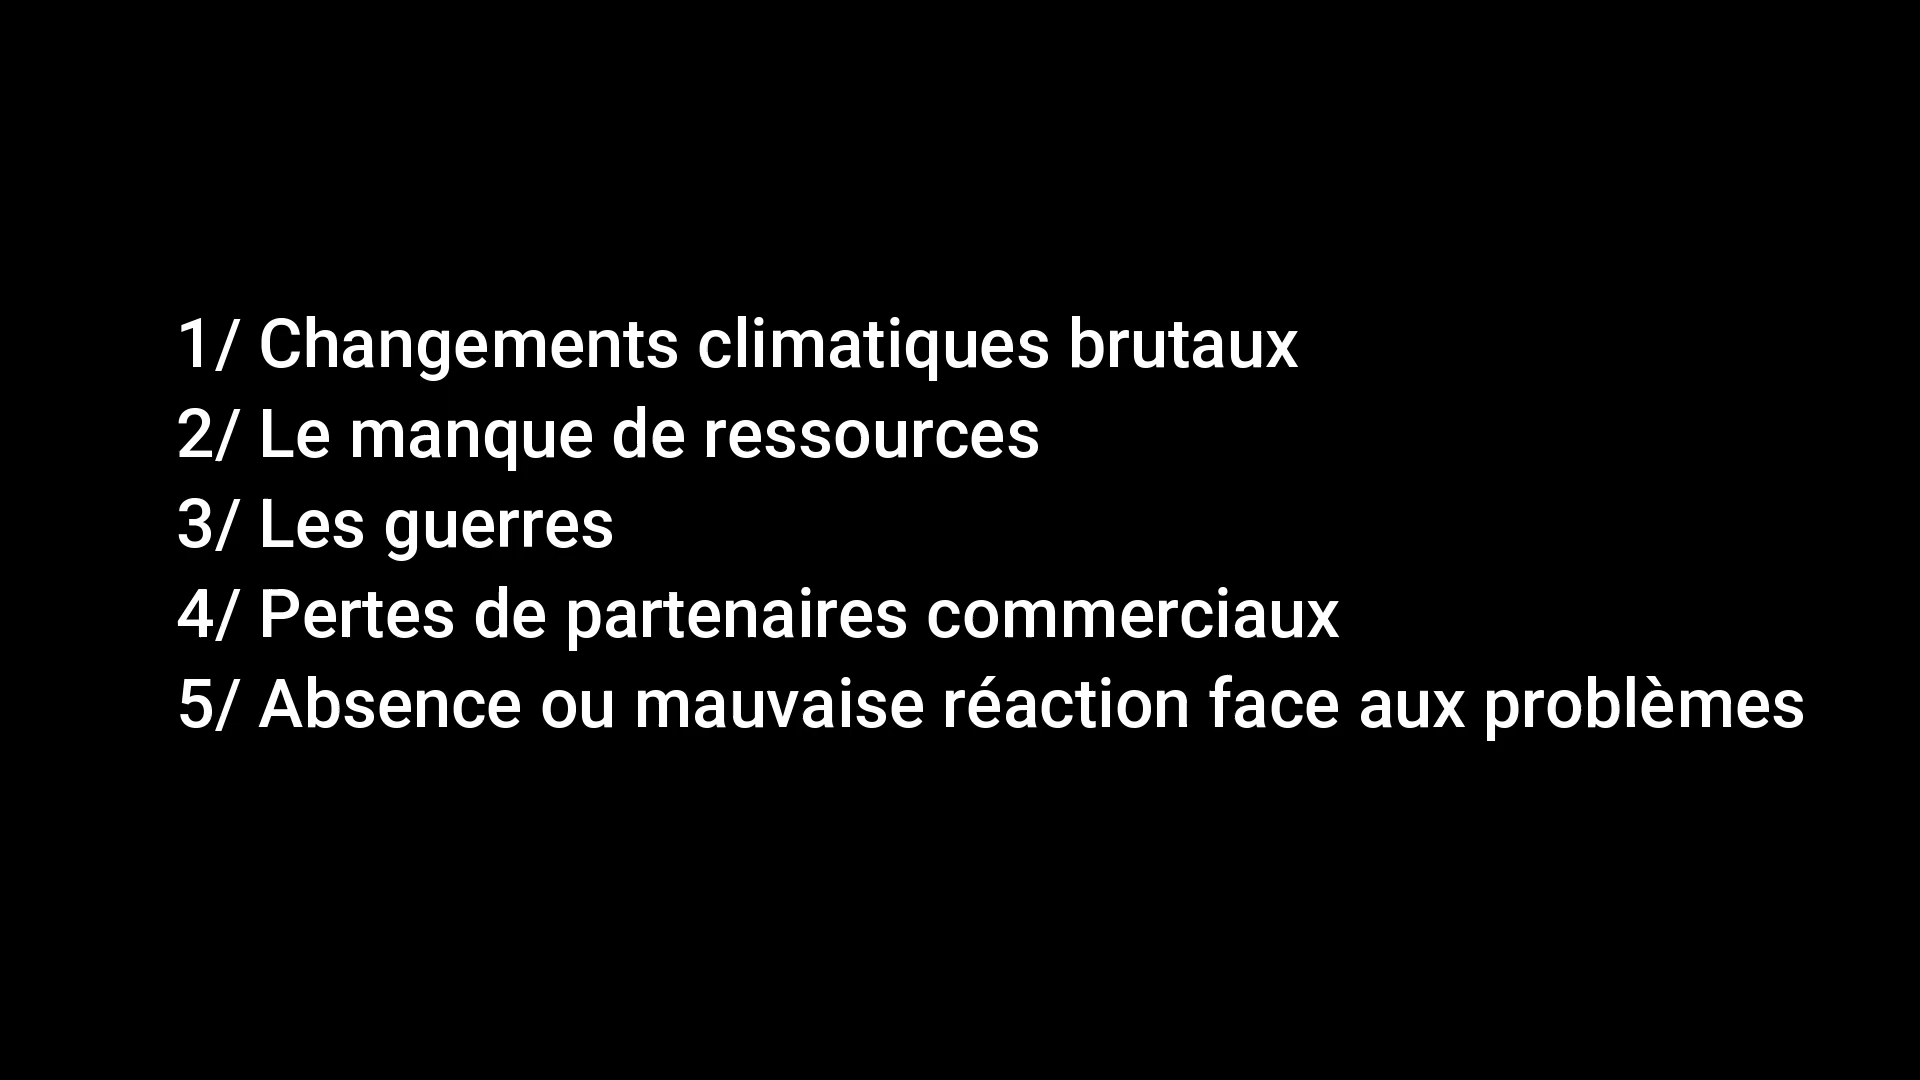 1/ Changements climatiques brutaux
2/ Le manque de ressources
3/ Les guerres
4/ Pertes de partenaires commerciaux
5/ Absence ou mauvaise réaction face aux problèmes